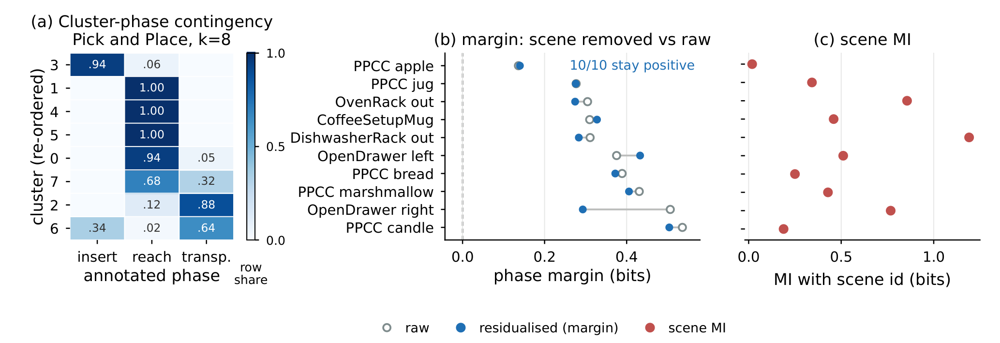 (a) Cluster-phase contingency
Pick and Place, k=8
cluster (re-ordered)
3 .94 .06
1 1.00
4 1.00
5 1.00
0 .94 .05
7 .68 .32
2 .12 .88
6 .34 .02 .64
insert reach transp.
annotated phase
1.0
0.5
0.0
row
share
(b) margin: scene removed vs raw
10/10 stay positive
PPCC apple
PPCC jug
OvenRack out
CoffeeSetupMug
DishwasherRack out
OpenDrawer left
PPCC bread
PPCC marshmallow
OpenDrawer right
PPCC candle
0.0 0.2 0.4
phase margin (bits)
(c) scene MI
0.0 0.5 1.0
MI with scene id (bits)
raw residualised (margin) scene MI